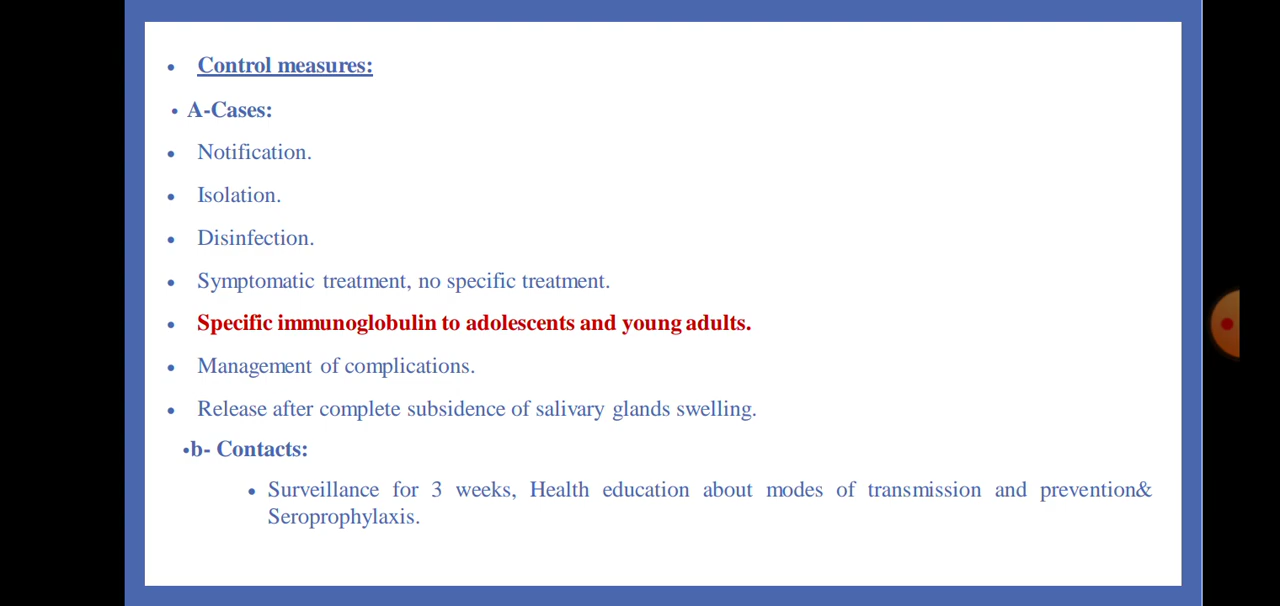 • Control measures:
• A-Cases:
• Notification.
• Isolation.
• Disinfection.
• Symptomatic treatment, no specific treatment.
• Specific immunoglobulin to adolescents and young adults.
• Management of complications.
• Release after complete subsidence of salivary glands swelling.
•b- Contacts:
• Surveillance for 3 weeks, Health education about modes of transmission and prevention&
Seroprophylaxis.